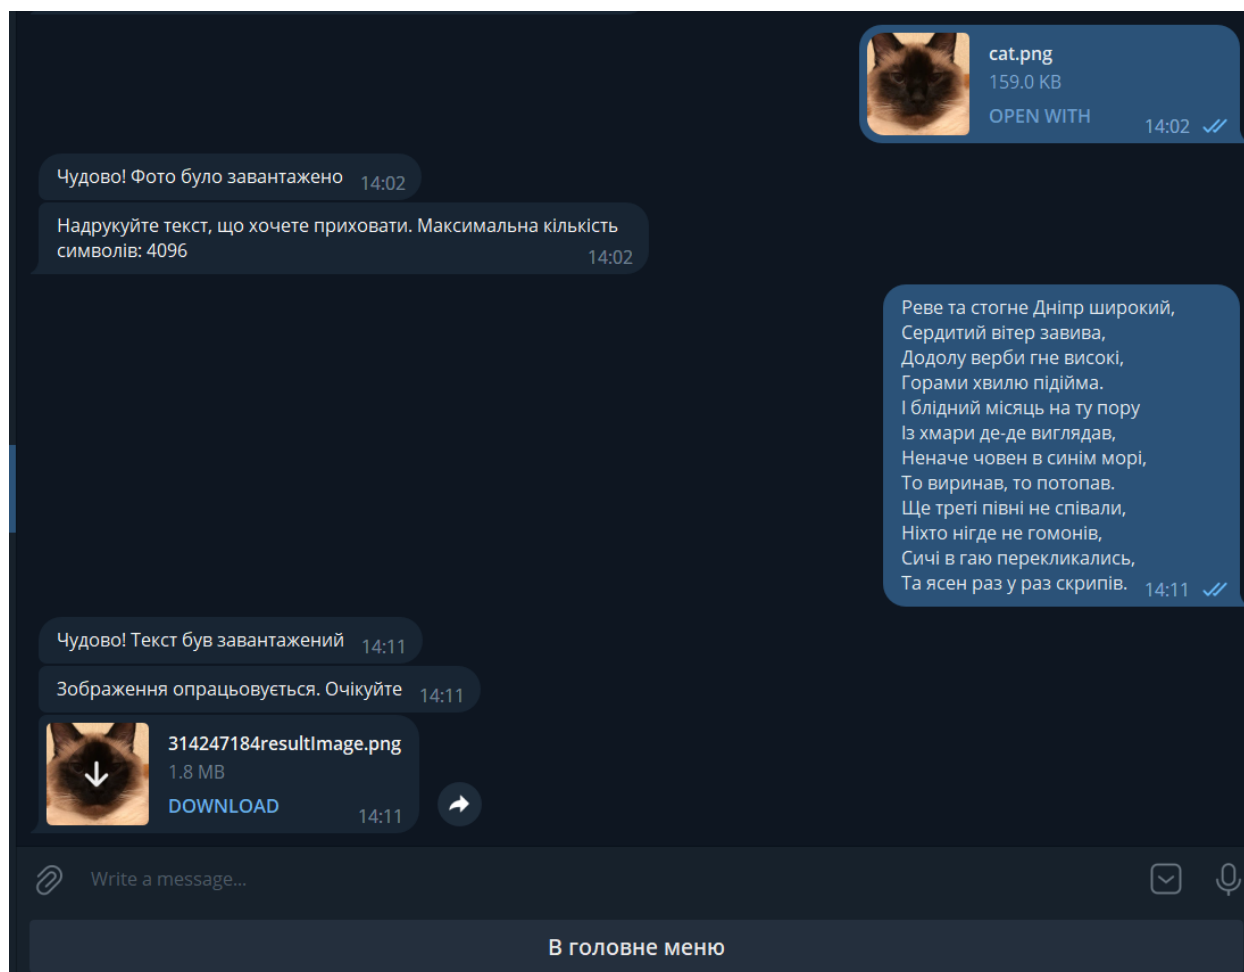 cat.png
159.0 KB
OPEN WITH
14:02
Чудово! Фото було завантажено 14:02
Надрукуйте текст, що хочете приховати. Максимальна кількість
символів: 4096
14:02
Реве та стогне Дніпр широкий,
Сердитий вітер завива,
Додолу верби гне високі,
Горами хвилю підійма.
І блідний місяць на ту пору
Із хмари де-де виглядав,
Неначе човен в синім морі,
То виринав, то потопав.
Ще треті півні не співали,
Ніхто нігде не гомонів,
Сичі в гаю перекликались,
Та ясен раз у раз скрипів. 14:11
Чудово! Текст був завантажений 14:11
Зображення опрацьовується. Очікуйте 14:11
314247184resultImage.png
1.8 MB
DOWNLOAD
14:11
Write a message...
В головне меню